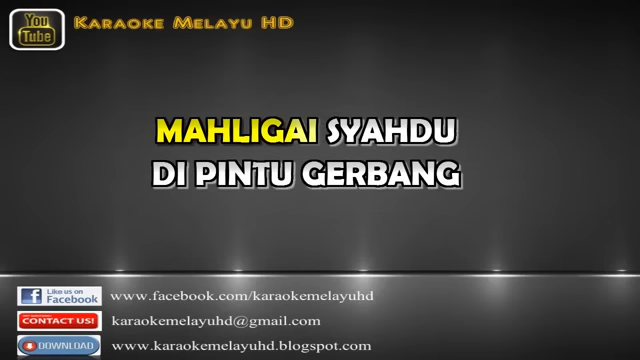 You
Tube
KARAOKE MELAYU HD
MAHLIGAI SYAHDU
DI PINTU GERBANG
f Like us on
Facebook
www.facebook.com/karaokemelayuhd
CONTACT US!
karaokemelayuhd@gmail.com
DOWNLOAD
www.karaokemelayuhd.blogspot.com